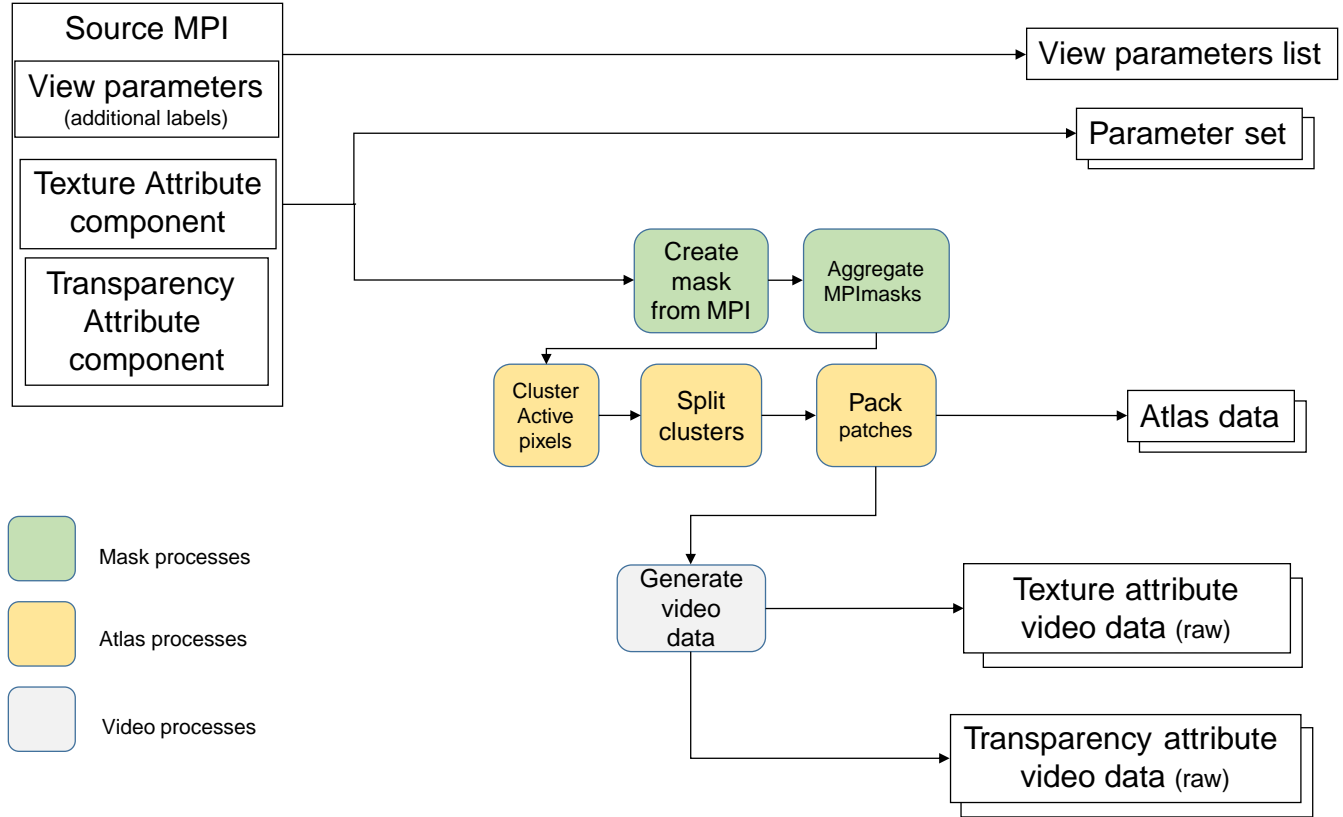 Source MPI
View parameters
(additional labels)
Texture Attribute
component
Transparency
Attribute
component
View parameters list
Parameter set
Create
mask
from MPI
Aggregate
MPImasks
Cluster
Active
pixels
Split
clusters
Pack
patches
Atlas data
Mask processes
Atlas processes
Video processes
Generate
video
data
Texture attribute
video data (raw)
Transparency attribute
video data (raw)